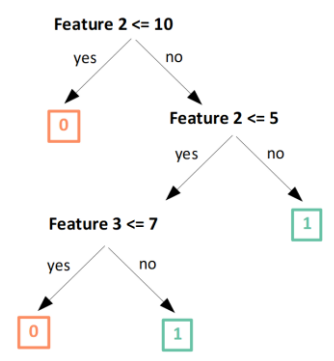 Feature 2 <= 10
yes no
0
Feature 2 <= 5
yes no
Feature 3 <= 7
1
yes no
0
1